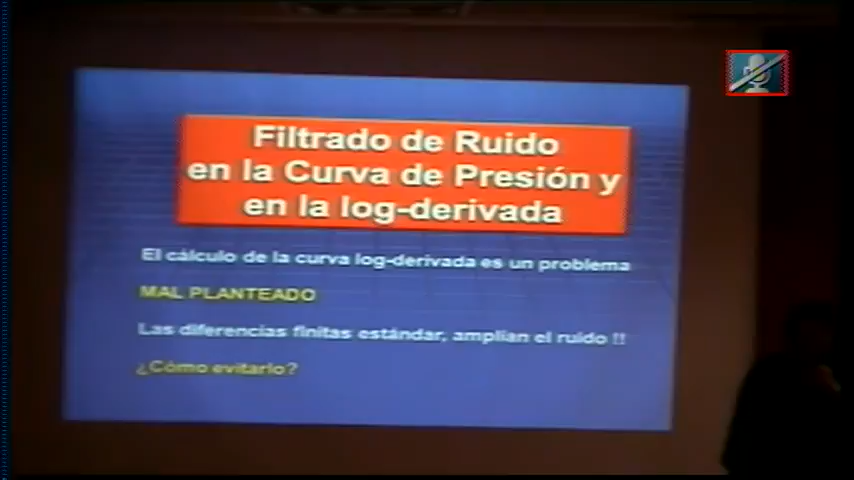 Filtrado de Ruido
en la Curva de Presión y
en la log-derivada
El cálculo de la curva log-derivada es un problema
MAL PLANTEADO
Las diferencias finitas estándar, amplian el ruido !!
¿Cómo evitarlo?